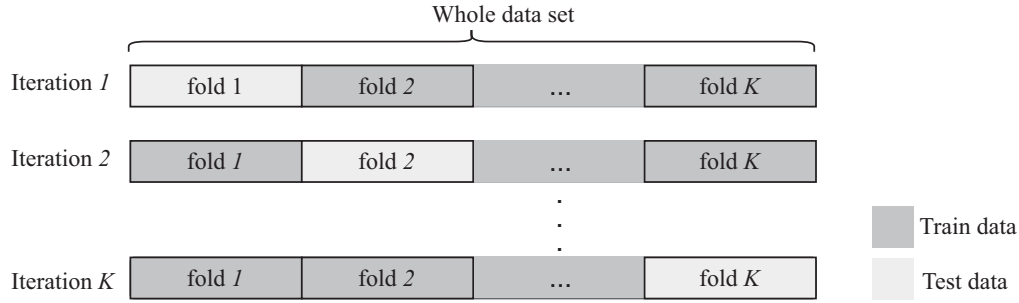 Whole data set
Iteration 1 fold 1 fold 2 ... fold K
Iteration 2 fold 1 fold 2 ... fold K
Train data
Iteration K fold 1 fold 2 ... fold K
Test data